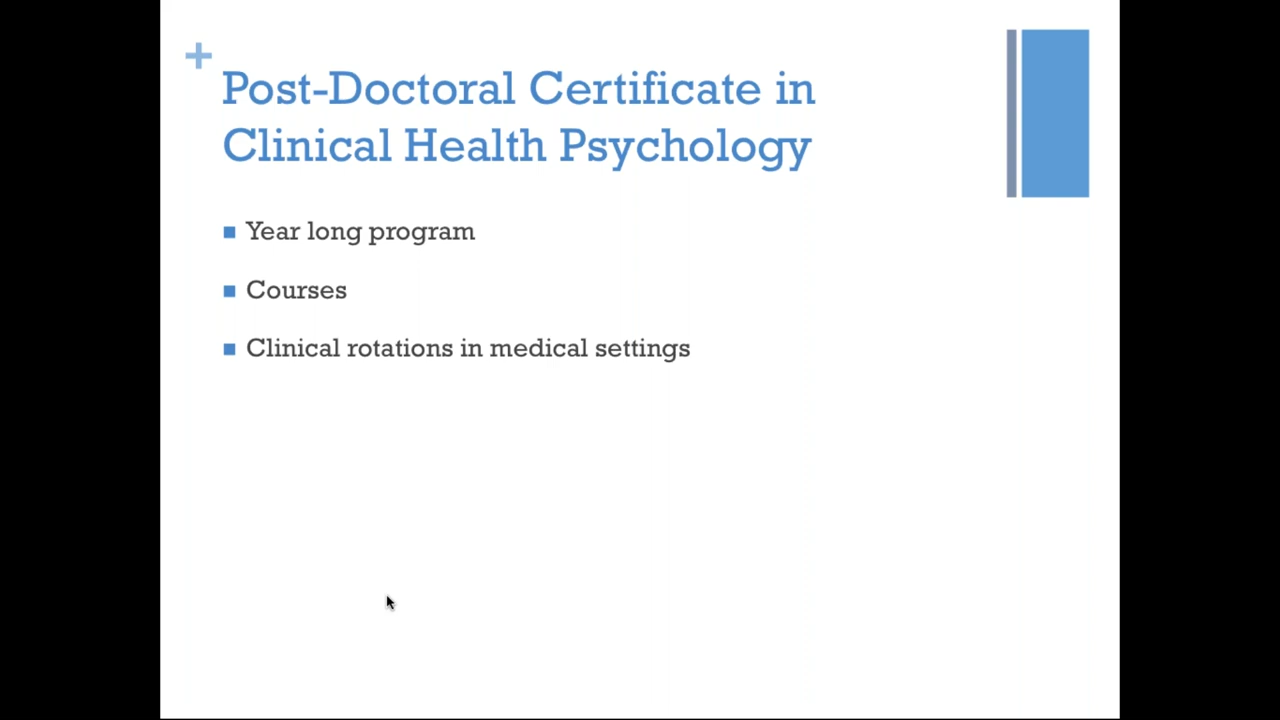 +
Post-Doctoral Certificate in
Clinical Health Psychology
Year long program
Courses
Clinical rotations in medical settings